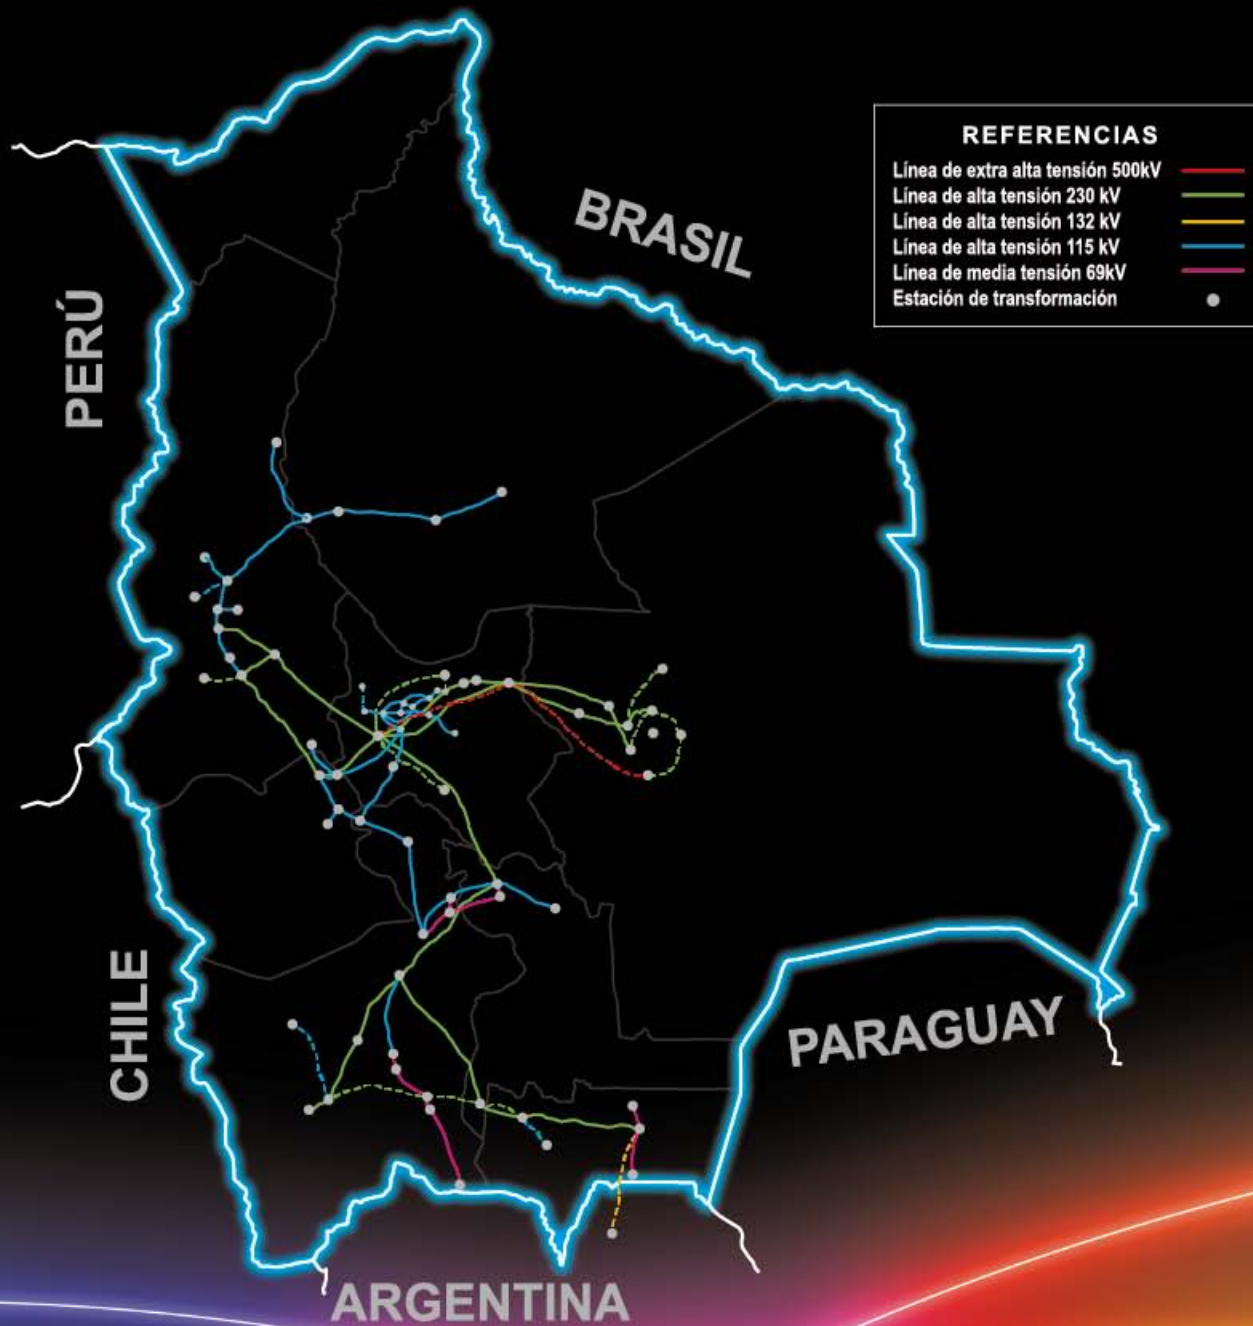 REFERENCIAS
Línea de extra alta tensión 500kV
Línea de alta tensión 230 kV
Línea de alta tensión 132 kV
Línea de alta tensión 115 kV
Línea de media tensión 69kV
Estación de transformación
BRASIL
PERÚ
CHILE
PARAGUAY
ARGENTINA